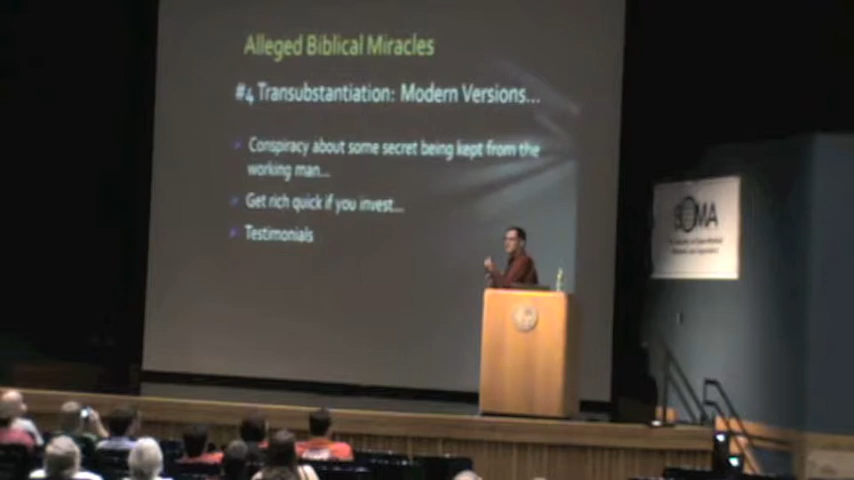 Alleged Biblical Miracles
#4 Transubstantiation: Modern Versions...
Conspiracy about some secret being kept from the
working man...
Get rich quick if you invest...
Testimonials
SOMA